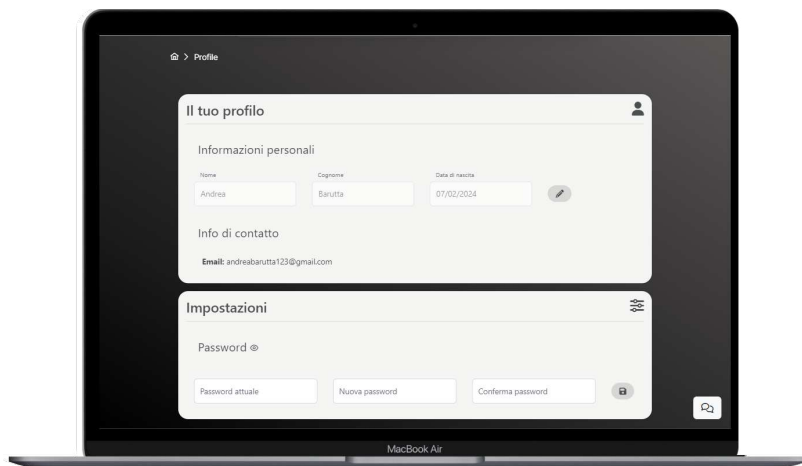 Profile
Il tuo profilo
Informazioni personali
Nome Cognome Data di nascita
Andrea Barutta 07/02/2024
Info di contatto
Email: andreabarutta123@gmail.com
Impostazioni
Password
Password attuale Nuova password Conferma password
MacBook Air